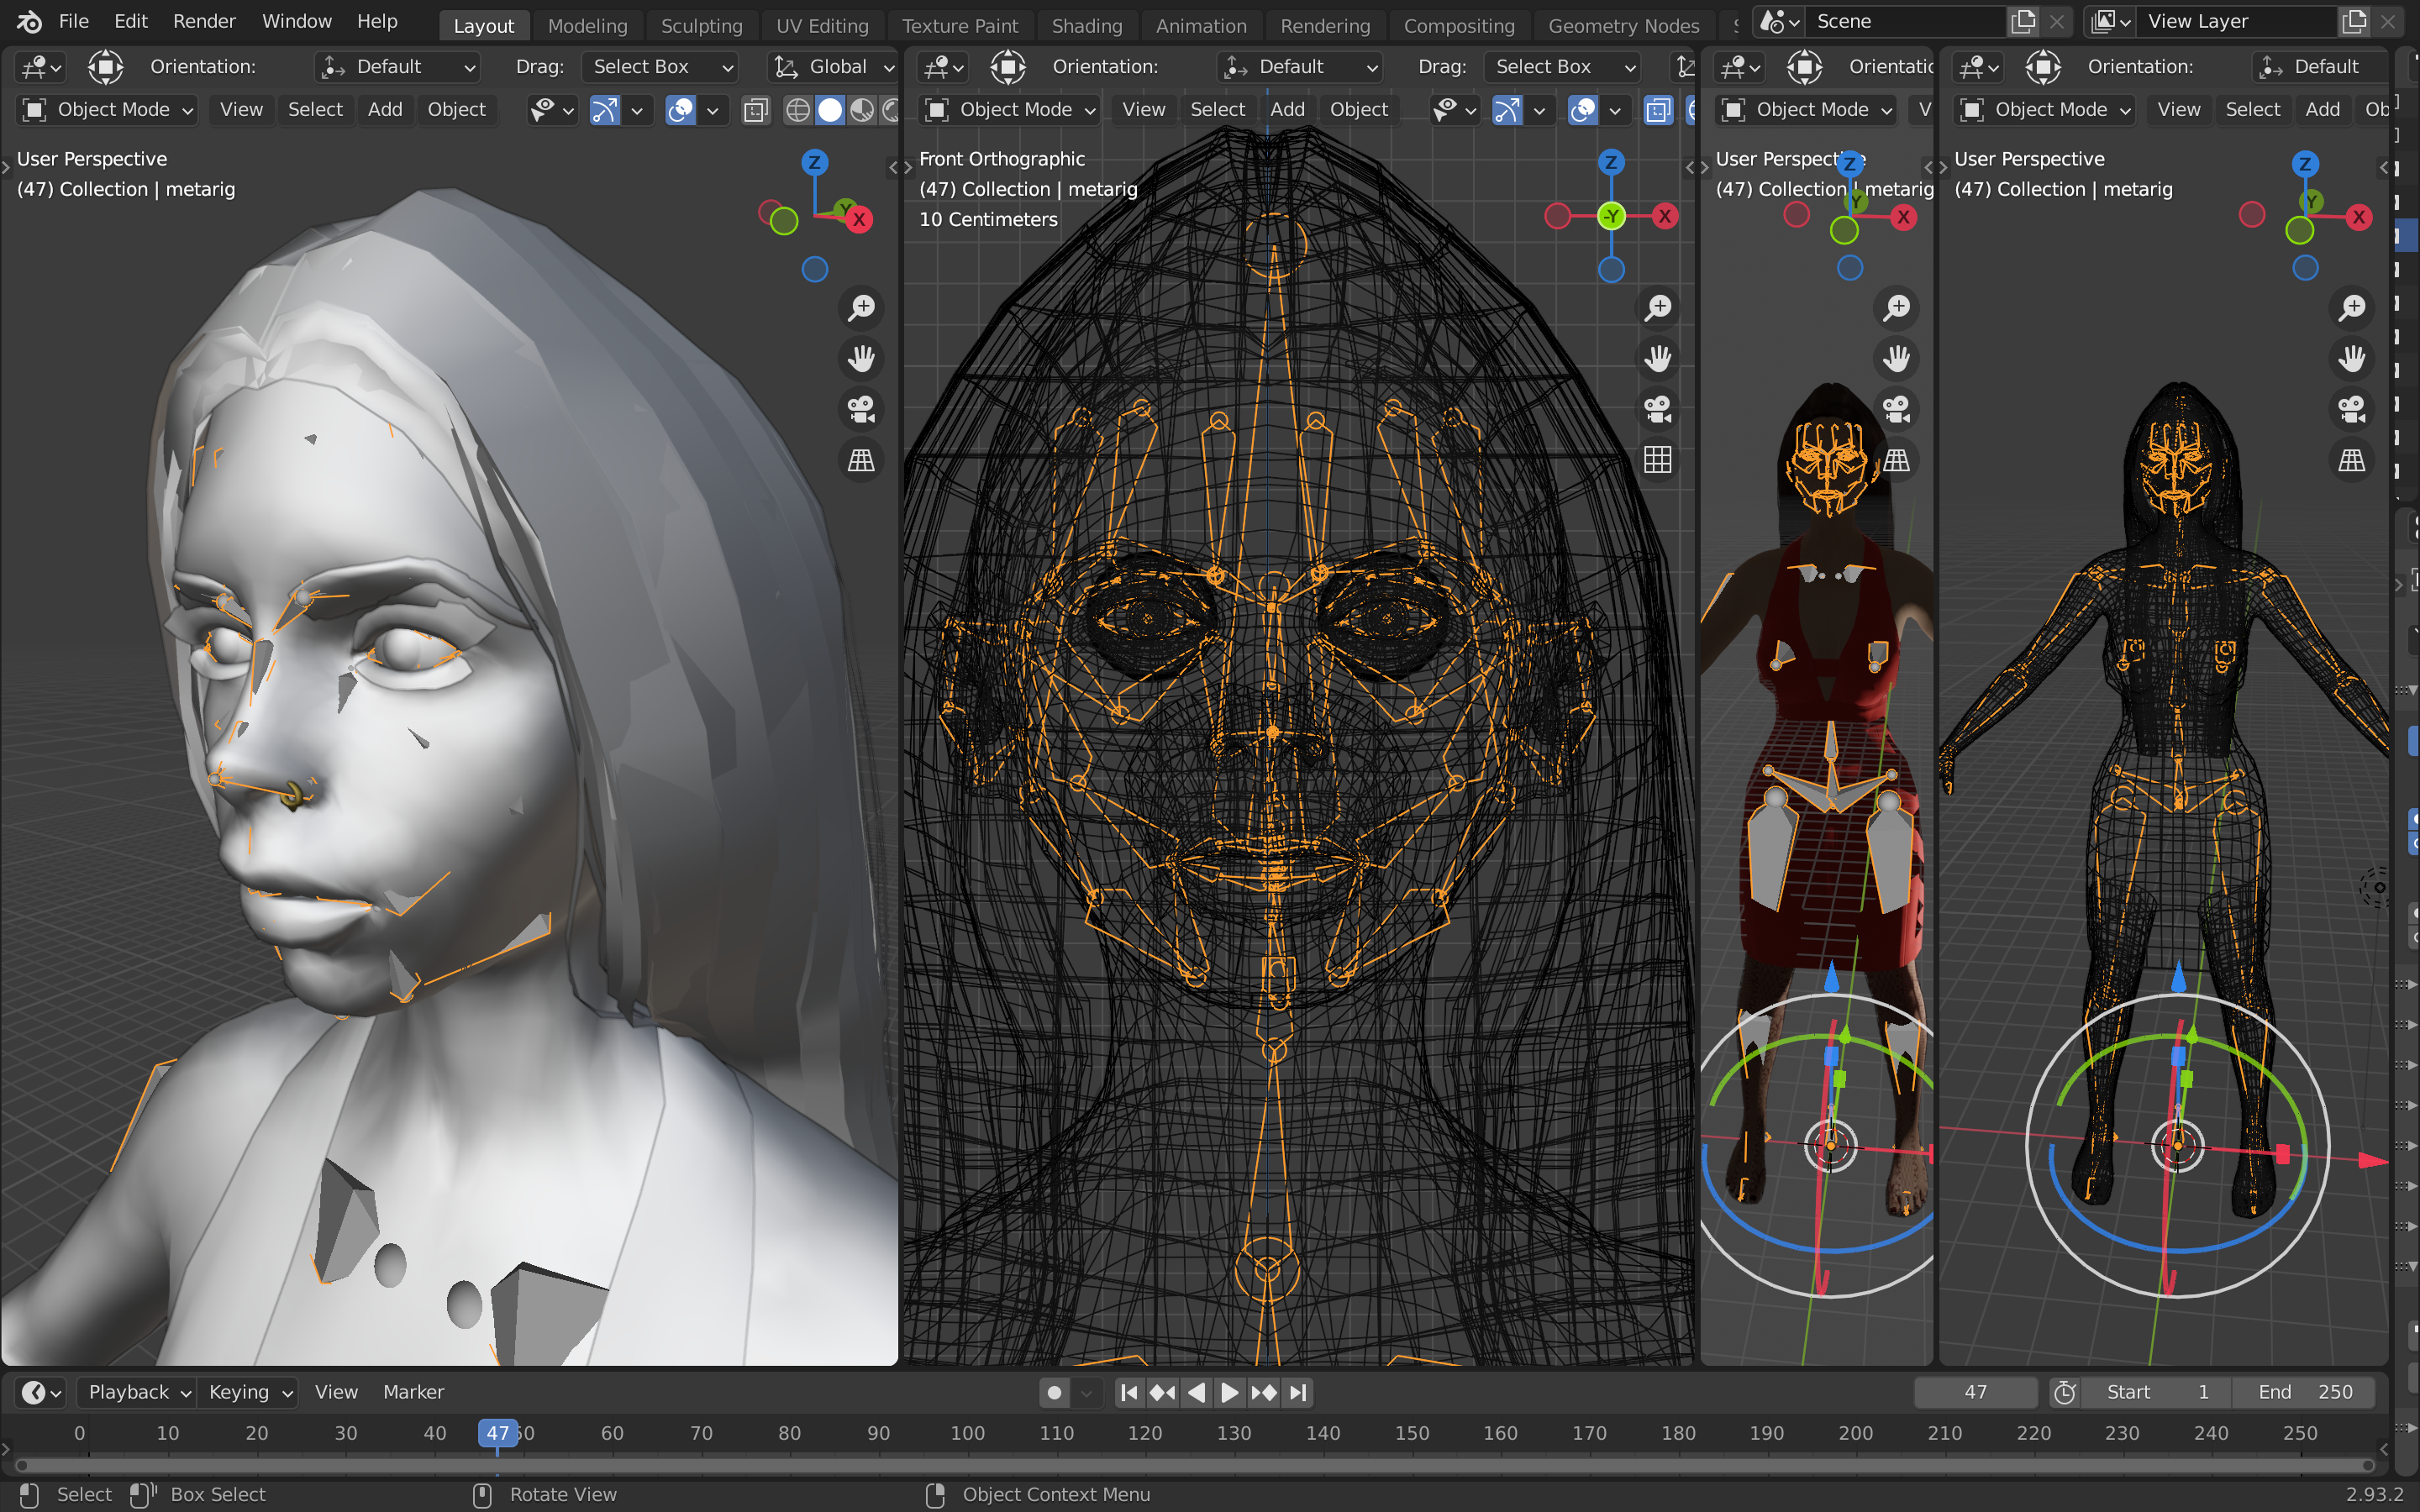 File Edit Render Window Help Layout Modeling Sculpting UV Editing Texture Paint Shading Animation Rendering Compositing Geometry Nodes Scene View Layer
Orientation: Default Drag: Select Box Global Orientation: Default Drag: Select Box Orientatic Orientation: Default
Object Mode View Select Add Object Object Mode View Select Add Object Object Mode V Object Mode View Select Add Ob
User Perspective
(47) Collection | metarig
Z
Y
X
Front Orthographic
(47) Collection | metarig
10 Centimeters
Z
-Y
X
User Perspective
(47) Collection | metarig
Z
Y
X
User Perspective
(47) Collection | metarig
Z
Y
X
Playback Keying View Marker 47 Start 1 End 250
0 10 20 30 40 47 50 60 70 80 90 100 110 120 130 140 150 160 170 180 190 200 210 220 230 240 250
Select Box Select Rotate View Object Context Menu 2.93.2